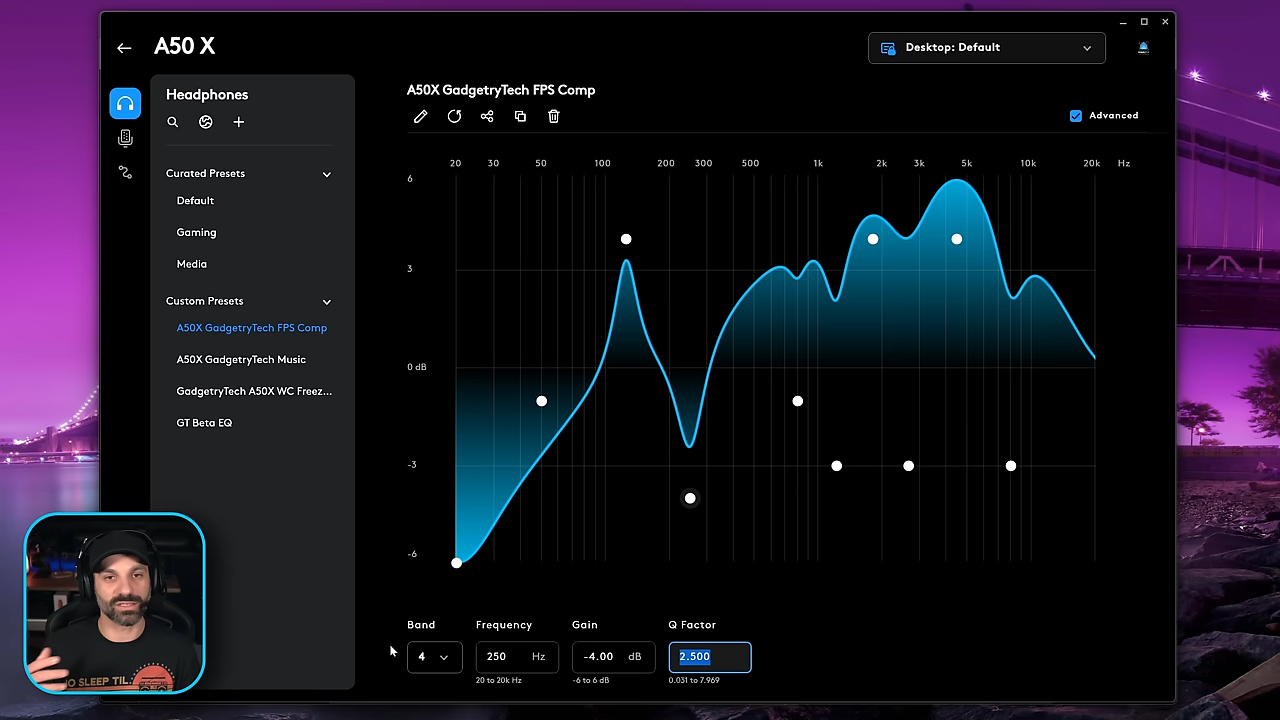 A50 X
Desktop: Default
Headphones
A50X GadgetryTech FPS Comp
Advanced
Curated Presets
Default
Gaming
Media
Custom Presets
A50X GadgetryTech FPS Comp
A50X GadgetryTech Music
GadgetryTech A50X WC Freez...
GT Beta EQ
20 30 50 100 200 300 500 1k 2k 3k 5k 10k 20k Hz
6
3
0 dB
-3
-6
Band Frequency Gain Q Factor
4 250 Hz -4.00 dB 2.500
20 to 20k Hz -6 to 6 dB 0.031 to 7.969
O SLEEP TIL